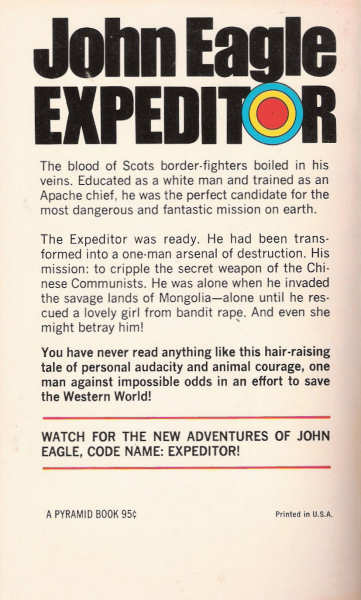 John Eagle
EXPEDITOR
The blood of Scots border-fighters boiled in his
veins. Educated as a white man and trained as an
Apache chief, he was the perfect candidate for the
most dangerous and fantastic mission on earth.
The Expeditor was ready. He had been trans-
formed into a one-man arsenal of destruction. His
mission: to cripple the secret weapon of the Chi-
nese Communists. He was alone when he invaded
the savage lands of Mongolia—alone until he res-
cued a lovely girl from bandit rape. And even she
might betray him!
You have never read anything like this hair-raising
tale of personal audacity and animal courage, one
man against impossible odds in an effort to save
the Western World!
WATCH FOR THE NEW ADVENTURES OF JOHN
EAGLE, CODE NAME: EXPEDITOR!
A PYRAMID BOOK 95¢ Printed in U.S.A.